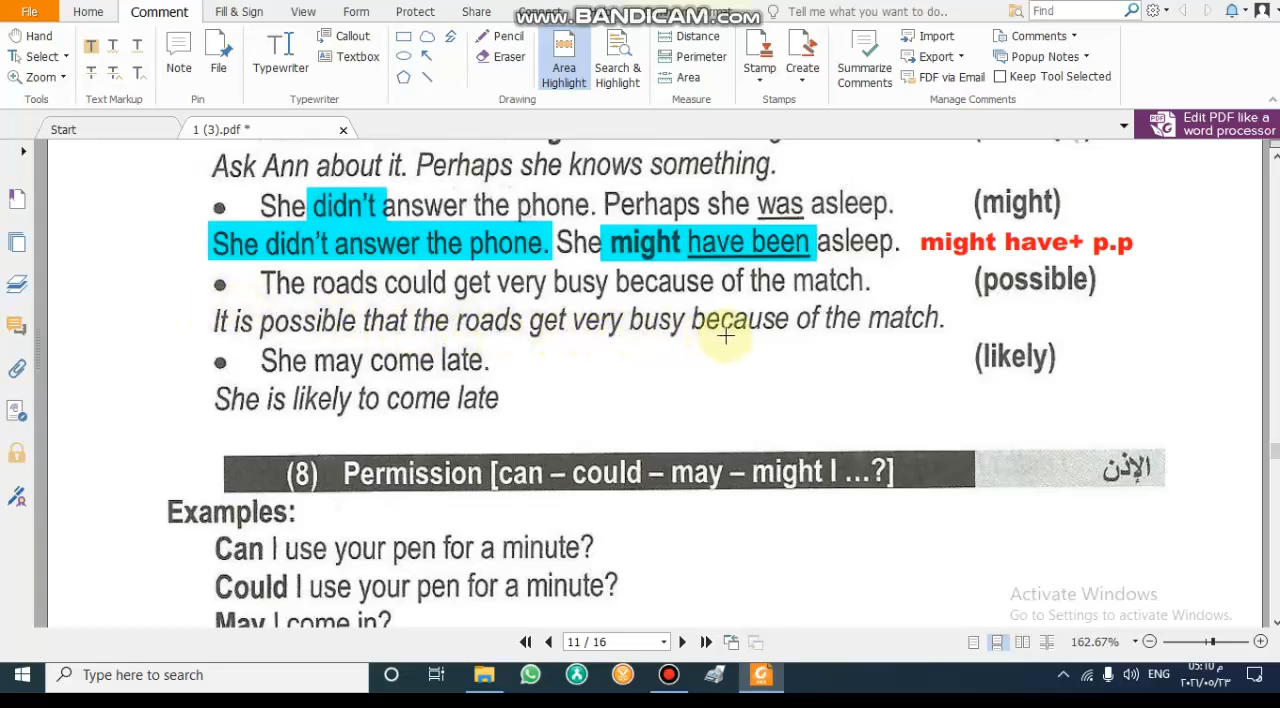 File Home Comment Fill & Sign View Form Protect Share Tell me what you want to do.. Find
www.BANDICAM.com
Hand
Select
Zoom
Tools
Text Markup
Note
File
Pin
Typewriter
Callout
Textbox
Typewriter
Pencil
Eraser
Area Highlight
Search & Highlight
Drawing
Distance
Perimeter
Area
Measure
Stamp
Create
Stamps
Summarize Comments
Import
Export
FDF via Email
Comments
Popup Notes
Keep Tool Selected
Manage Comments
Start
1 (3).pdf *
Edit PDF like a word processor
Ask Ann about it. Perhaps she knows something.
• She didn't answer the phone. Perhaps she was asleep. (might)
She didn't answer the phone. She might have been asleep. might have+ p.p
• The roads could get very busy because of the match. (possible)
It is possible that the roads get very busy because of the match.
• She may come late. (likely)
She is likely to come late
(8) Permission [can – could – may – might I ...?] الإذن
Examples:
Can I use your pen for a minute?
Could I use your pen for a minute?
May I come in?
Activate Windows
Go to Settings to activate Windows.
11 / 16
162.67%
Type here to search
ENG
05:10 م
٢٠٢١/٠٥/٢٣